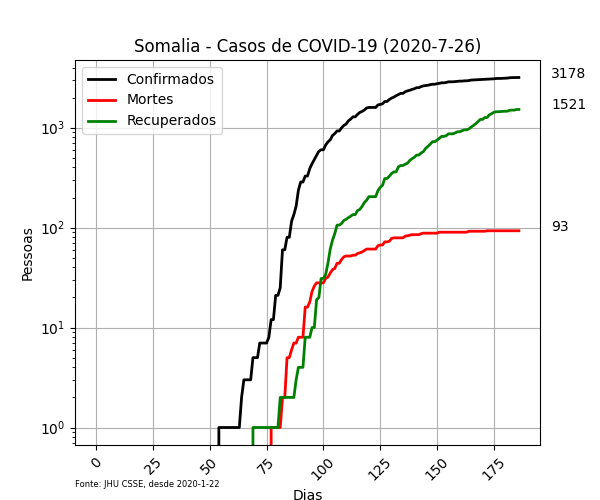 Somalia - Casos de COVID-19 (2020-7-26)
Confirmados
Mortes
Recuperados
3178
1521
93
10³
10²
10¹
10⁰
Pessoas
0
25
50
75
100
125
150
175
Dias
Fonte: JHU CSSE, desde 2020-1-22